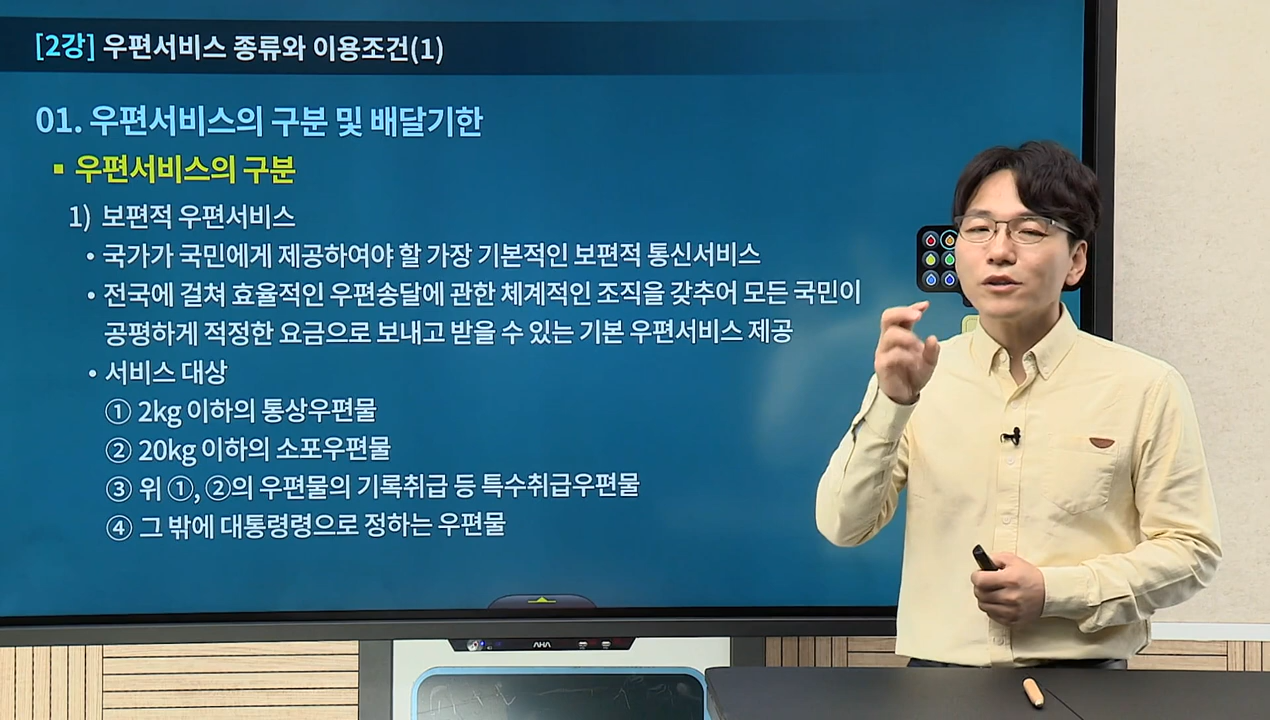 [2강] 우편서비스 종류와 이용조건(1)
01. 우편서비스의 구분 및 배달기한
▪ 우편서비스의 구분
1) 보편적 우편서비스
• 국가가 국민에게 제공하여야 할 가장 기본적인 보편적 통신서비스
• 전국에 걸쳐 효율적인 우편송달에 관한 체계적인 조직을 갖추어 모든 국민이
공평하게 적정한 요금으로 보내고 받을 수 있는 기본 우편서비스 제공
• 서비스 대상
① 2kg 이하의 통상우편물
② 20kg 이하의 소포우편물
③ 위 ①, ②의 우편물의 기록취급 등 특수취급우편물
④ 그 밖에 대통령령으로 정하는 우편물
AHA